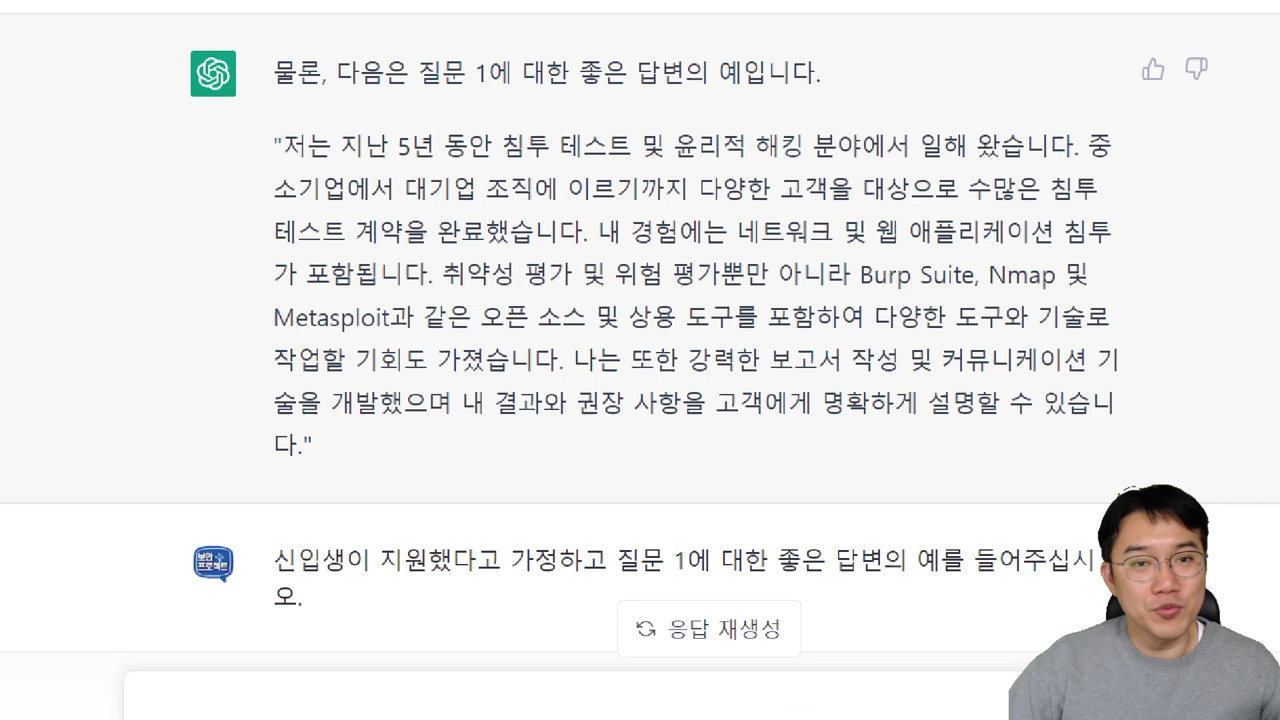 물론, 다음은 질문 1에 대한 좋은 답변의 예입니다.
"저는 지난 5년 동안 침투 테스트 및 윤리적 해킹 분야에서 일해 왔습니다. 중
소기업에서 대기업 조직에 이르기까지 다양한 고객을 대상으로 수많은 침투
테스트 계약을 완료했습니다. 내 경험에는 네트워크 및 웹 애플리케이션 침투
가 포함됩니다. 취약성 평가 및 위험 평가뿐만 아니라 Burp Suite, Nmap 및
Metasploit과 같은 오픈 소스 및 상용 도구를 포함하여 다양한 도구와 기술로
작업할 기회도 가졌습니다. 나는 또한 강력한 보고서 작성 및 커뮤니케이션 기
술을 개발했으며 내 결과와 권장 사항을 고객에게 명확하게 설명할 수 있습니
다."
보안
프로젝트
신입생이 지원했다고 가정하고 질문 1에 대한 좋은 답변의 예를 들어주십시
오.
응답 재생성